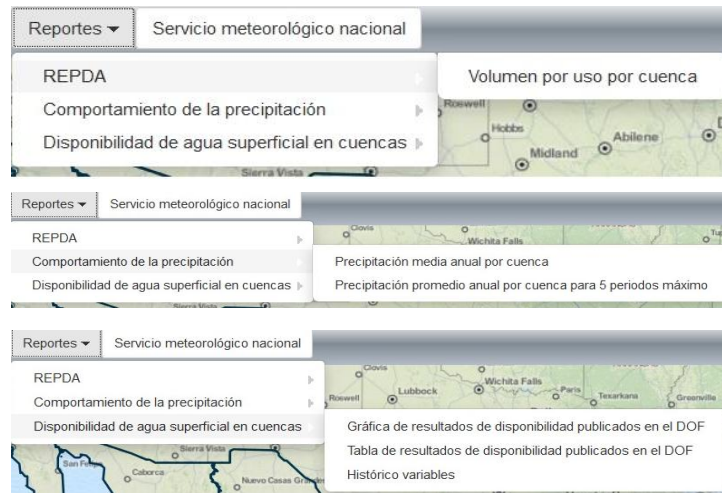 Reportes Servicio meteorológico nacional
REPDA Volumen por uso por cuenca
Comportamiento de la precipitación
Disponibilidad de agua superficial en cuencas
Roswell
Hobbs
Midland
Abilene
Sierra Vista
Reportes Servicio meteorológico nacional
REPDA
Comportamiento de la precipitación Precipitación media anual por cuenca
Disponibilidad de agua superficial en cuencas Precipitación promedio anual por cuenca para 5 periodos máximo
Clovis
Wichita Falls
Sierra Vista
Reportes Servicio meteorológico nacional
REPDA
Comportamiento de la precipitación
Disponibilidad de agua superficial en cuencas Gráfica de resultados de disponibilidad publicados en el DOF
Tabla de resultados de disponibilidad publicados en el DOF
Histórico variables
Clovis
Wichita Falls
Roswell
Lubbock
Paris
Texarkana
Greenville
Sierra Vista
San Felipe
Caborca
Nuevo Casas Grandes